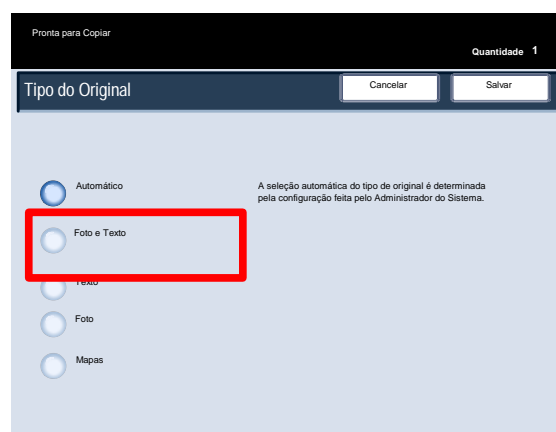 Pronta para Copiar
Quantidade 1
Tipo do Original
Cancelar
Salvar
Automático
A seleção automática do tipo de original é determinada
pela configuração feita pelo Administrador do Sistema.
Foto e Texto
Texto
Foto
Mapas